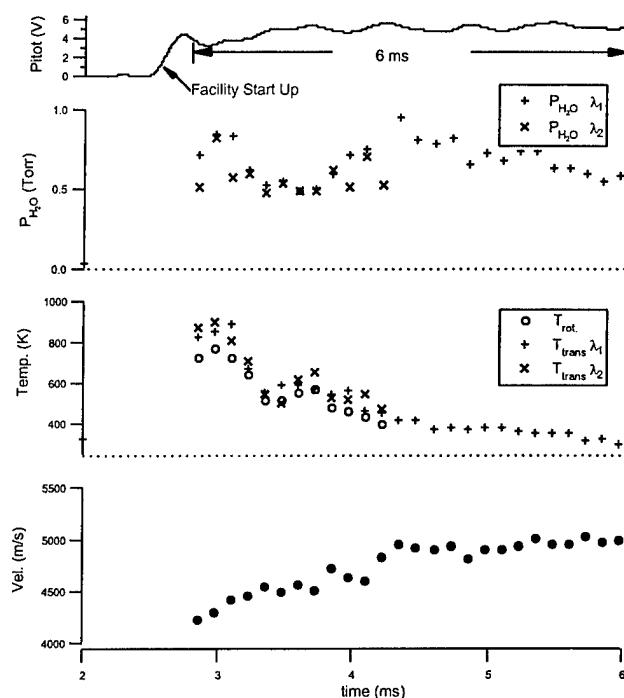 Pitot (V)
6
4
2
0
6 ms
Facility Start Up
P_H₂O (Torr)
1.0
0.5
0.0
+ P_H₂O λ₁
× P_H₂O λ₂
Temp. (K)
1000
800
600
400
o T_rot.
+ T_trans λ₁
× T_trans λ₂
Vel. (m/s)
5500
5000
4500
4000
2 3 4 5 6
time (ms)